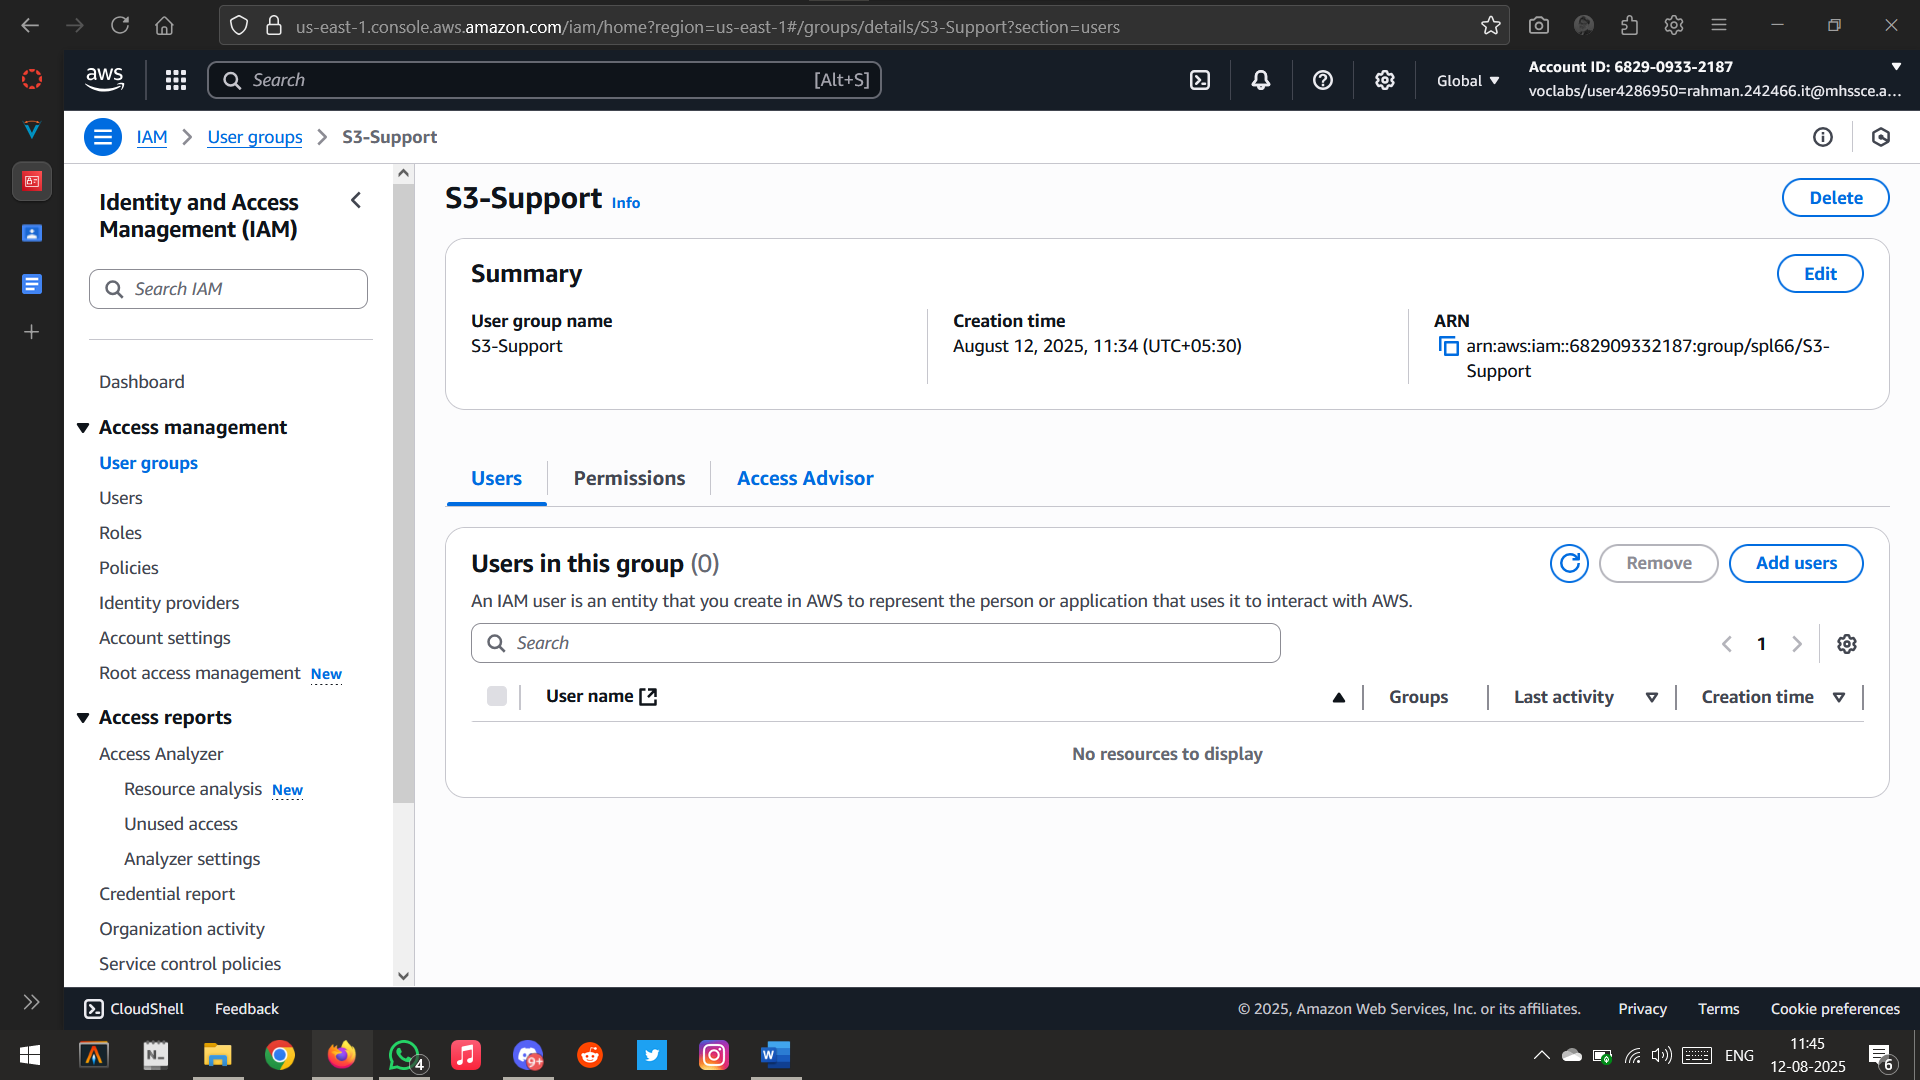 us-east-1.console.aws.amazon.com/iam/home?region=us-east-1#/groups/details/S3-Support?section=users
aws
Search
[Alt+S]
Global
Account ID: 6829-0933-2187
voclabs/user4286950=rahman.242466.it@mhssce.a...
IAM
User groups
S3-Support
Identity and Access
Management (IAM)
Search IAM
Dashboard
Access management
User groups
Users
Roles
Policies
Identity providers
Account settings
Root access management New
Access reports
Access Analyzer
Resource analysis New
Unused access
Analyzer settings
Credential report
Organization activity
Service control policies
S3-Support Info
Delete
Summary
Edit
User group name
S3-Support
Creation time
August 12, 2025, 11:34 (UTC+05:30)
ARN
arn:aws:iam::682909332187:group/spl66/S3-
Support
Users
Permissions
Access Advisor
Users in this group (0)
Remove
Add users
An IAM user is an entity that you create in AWS to represent the person or application that uses it to interact with AWS.
Search
1
User name
Groups
Last activity
Creation time
No resources to display
CloudShell
Feedback
© 2025, Amazon Web Services, Inc. or its affiliates.
Privacy
Terms
Cookie preferences
N
4
9+
W
ENG
11:45
12-08-2025
6